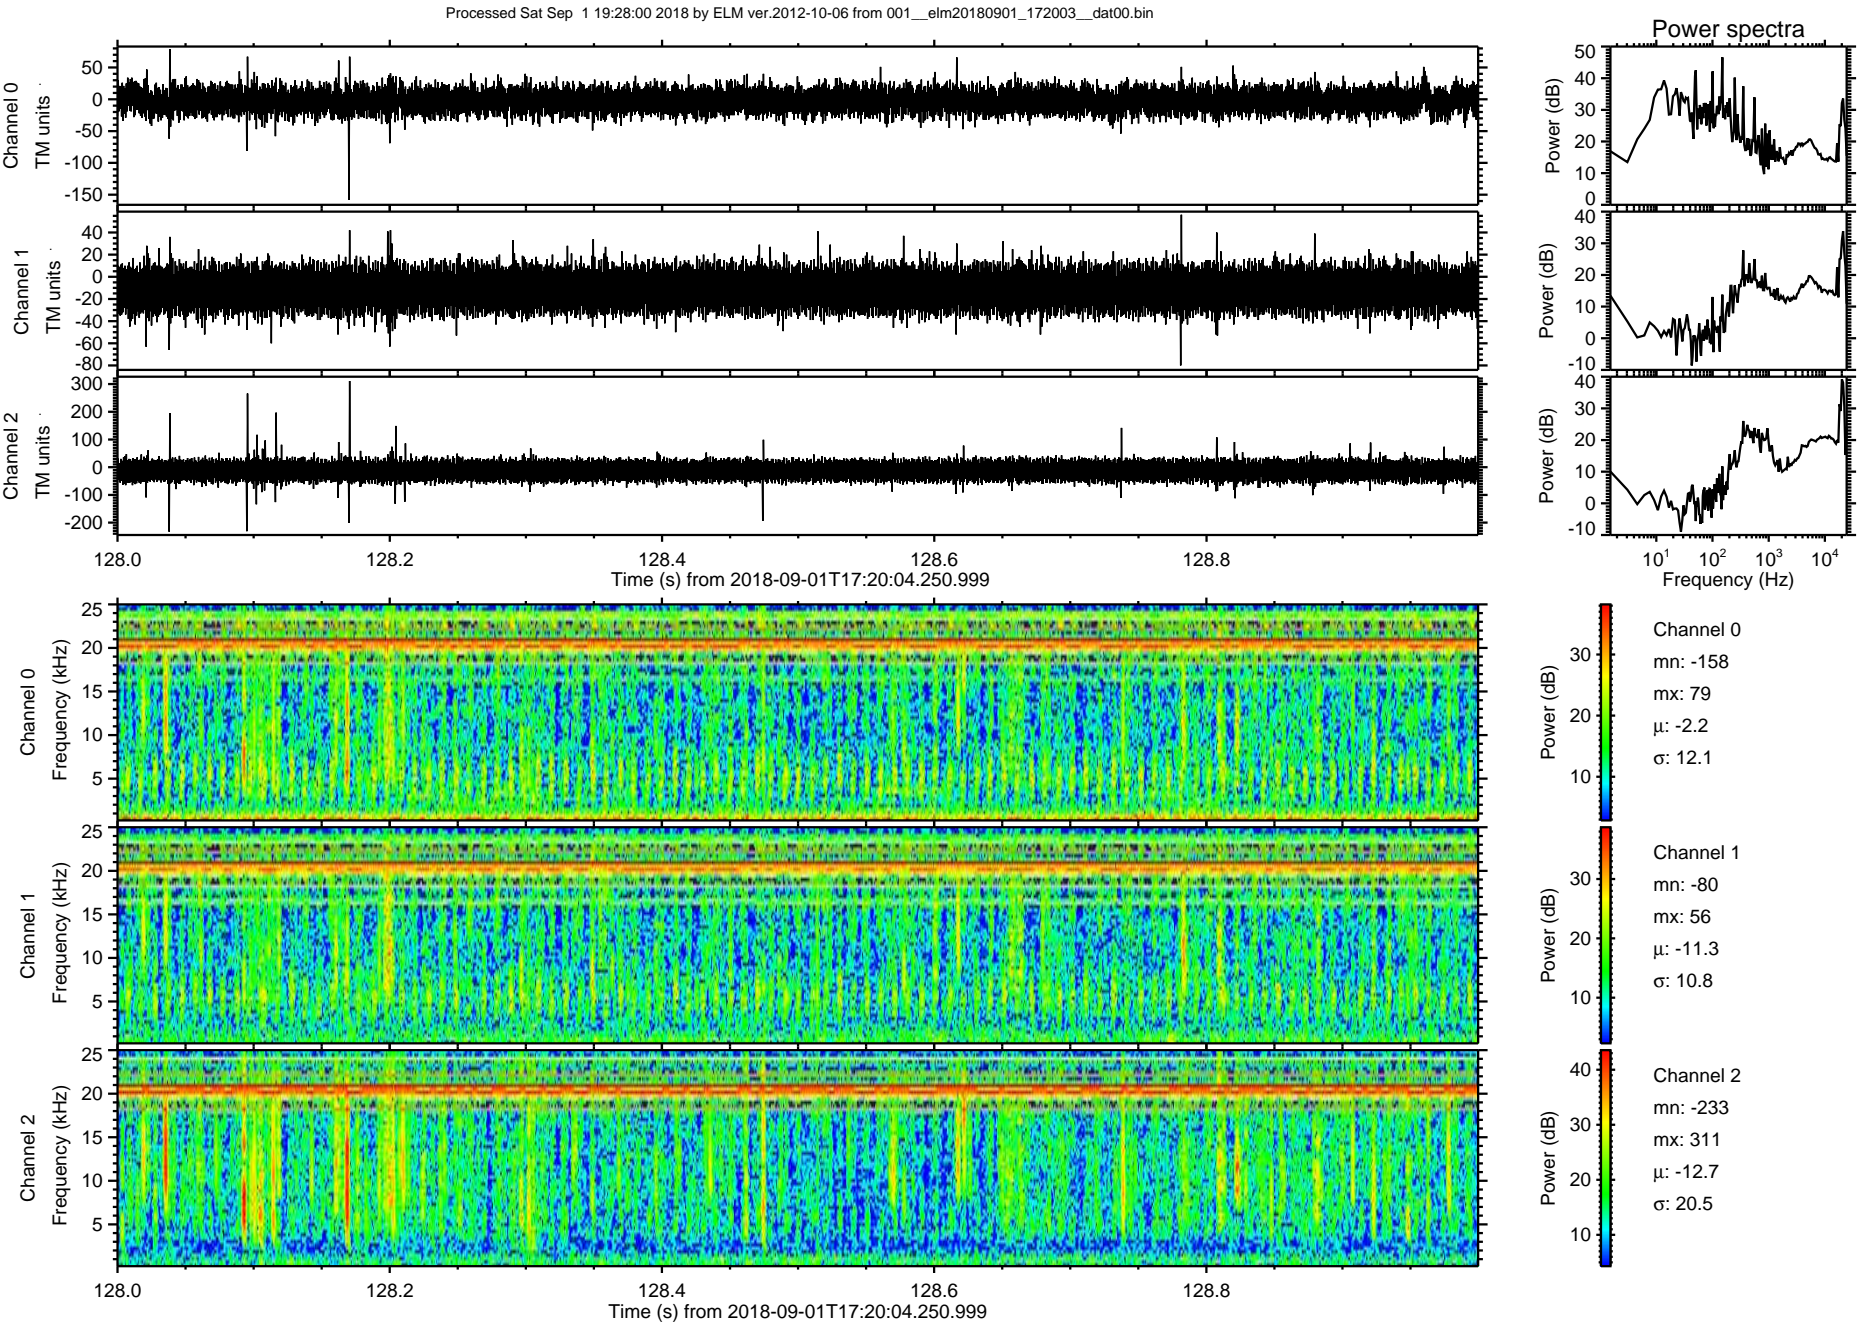 Processed Sat Sep  1 19:28:00 2018 by ELM ver.2012-10-06 from 001__elm20180901_172003__dat00.bin
Power spectra
Channel 0
TM units
50
0
-50
-100
-150
Power (dB)
50
40
30
20
10
0
Channel 1
TM units
40
20
0
-20
-40
-60
-80
Power (dB)
40
30
20
10
0
-10
Channel 2
TM units
300
200
100
0
-100
-200
Power (dB)
40
30
20
10
0
-10
128.0 128.2 128.4 128.6 128.8
Time (s) from 2018-09-01T17:20:04.250.999
10^1 10^2 10^3 10^4
Frequency (Hz)
Channel 0
Frequency (kHz)
25
20
15
10
5
Power (dB)
30
20
10
Channel 0
mn: -158
mx: 79
μ: -2.2
σ: 12.1
Channel 1
Frequency (kHz)
25
20
15
10
5
Power (dB)
30
20
10
Channel 1
mn: -80
mx: 56
μ: -11.3
σ: 10.8
Channel 2
Frequency (kHz)
25
20
15
10
5
Power (dB)
40
30
20
10
Channel 2
mn: -233
mx: 311
μ: -12.7
σ: 20.5
128.0 128.2 128.4 128.6 128.8
Time (s) from 2018-09-01T17:20:04.250.999